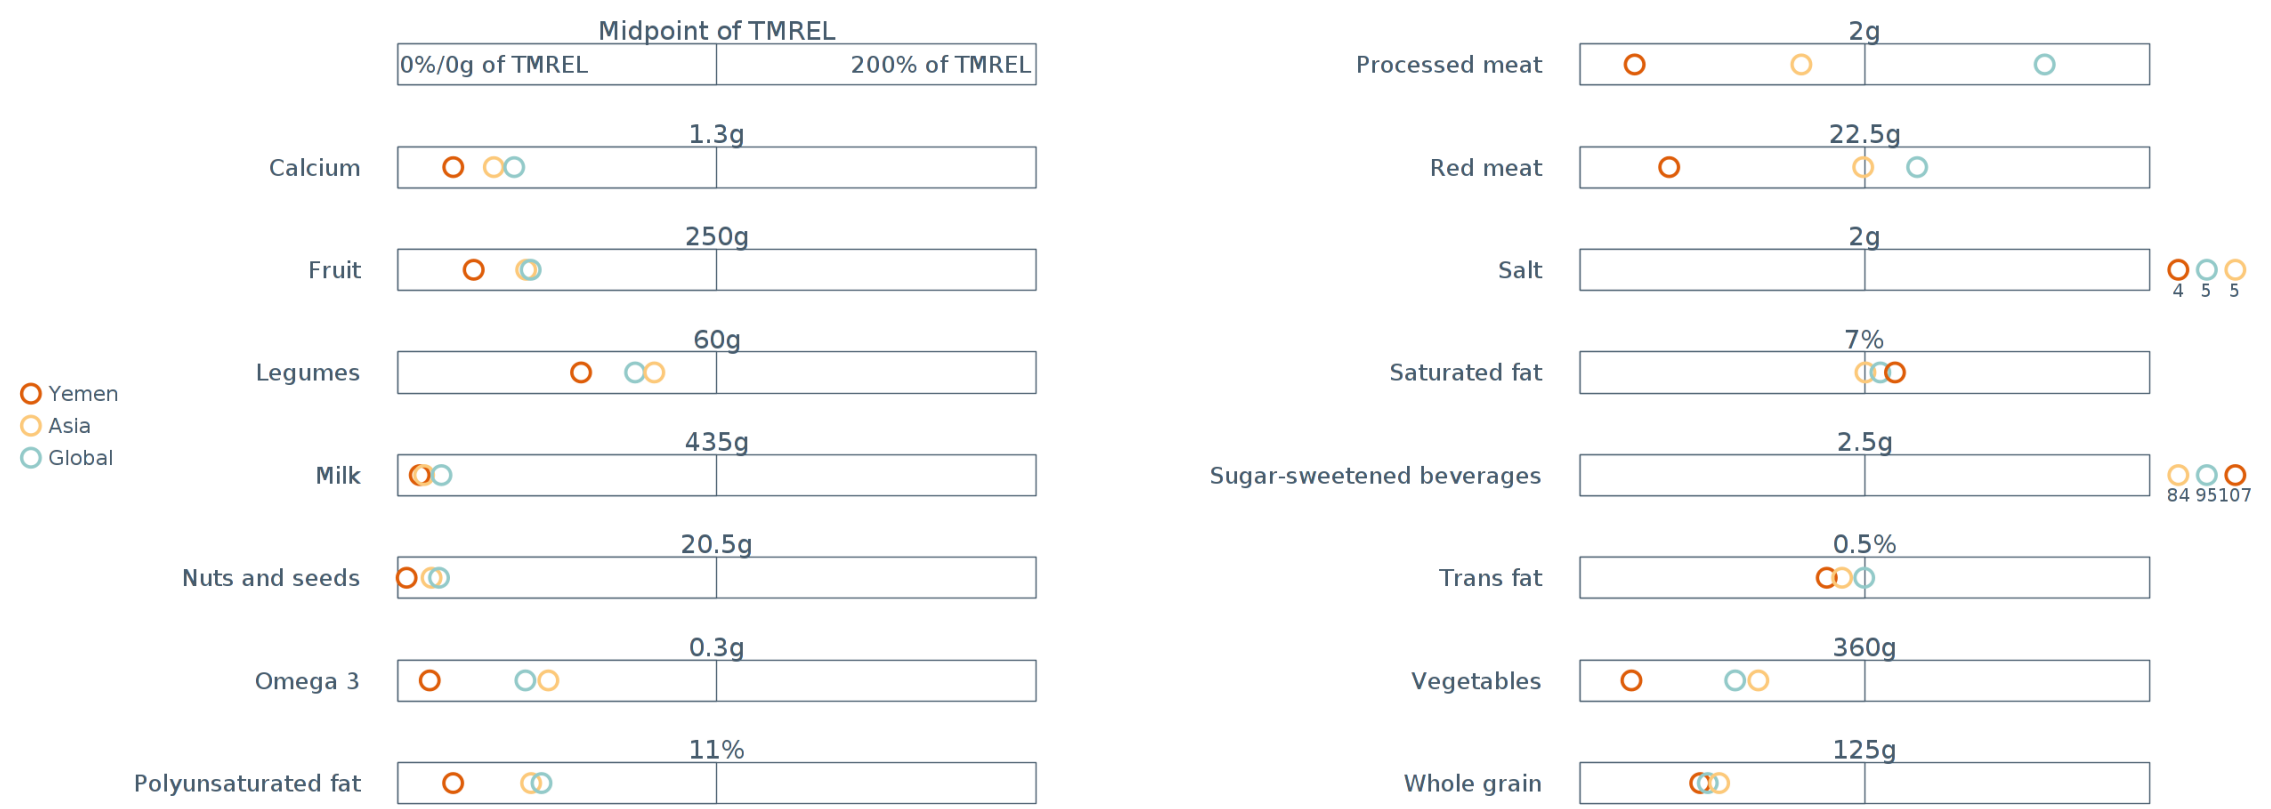 Midpoint of TMREL
0%/0g of TMREL
200% of TMREL
Calcium
1.3g
Fruit
250g
Legumes
60g
Milk
435g
Nuts and seeds
20.5g
Omega 3
0.3g
Polyunsaturated fat
11%
Yemen
Asia
Global
Processed meat
2g
Red meat
22.5g
Salt
2g
4 5 5
Saturated fat
7%
Sugar-sweetened beverages
2.5g
84 95 107
Trans fat
0.5%
Vegetables
360g
Whole grain
125g